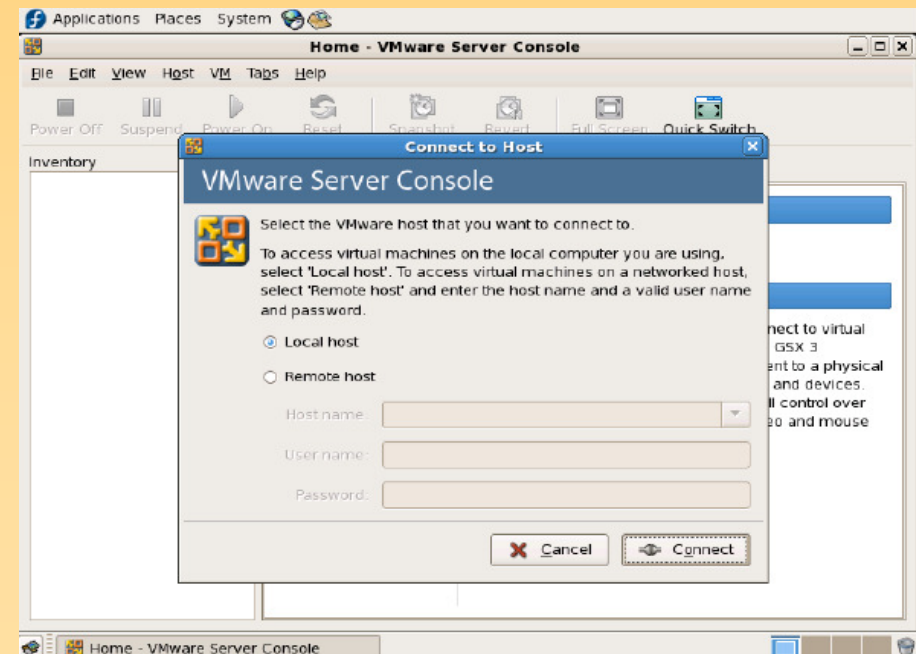 Applications Places System
Home - VMware Server Console
File Edit View Host VM Tabs Help
Power Off Suspend Power On Reset Snapshot Revert Full Screen Quick Switch
Inventory
Connect to Host
VMware Server Console
Select the VMware host that you want to connect to.
To access virtual machines on the local computer you are using,
select 'Local host'. To access virtual machines on a networked host,
select 'Remote host' and enter the host name and a valid user name
and password.
Local host
Remote host
Host name:
User name:
Password:
Cancel Connect
nect to virtual
GSX 3
ent to a physical
and devices.
ll control over
eo and mouse
Home - VMware Server Console